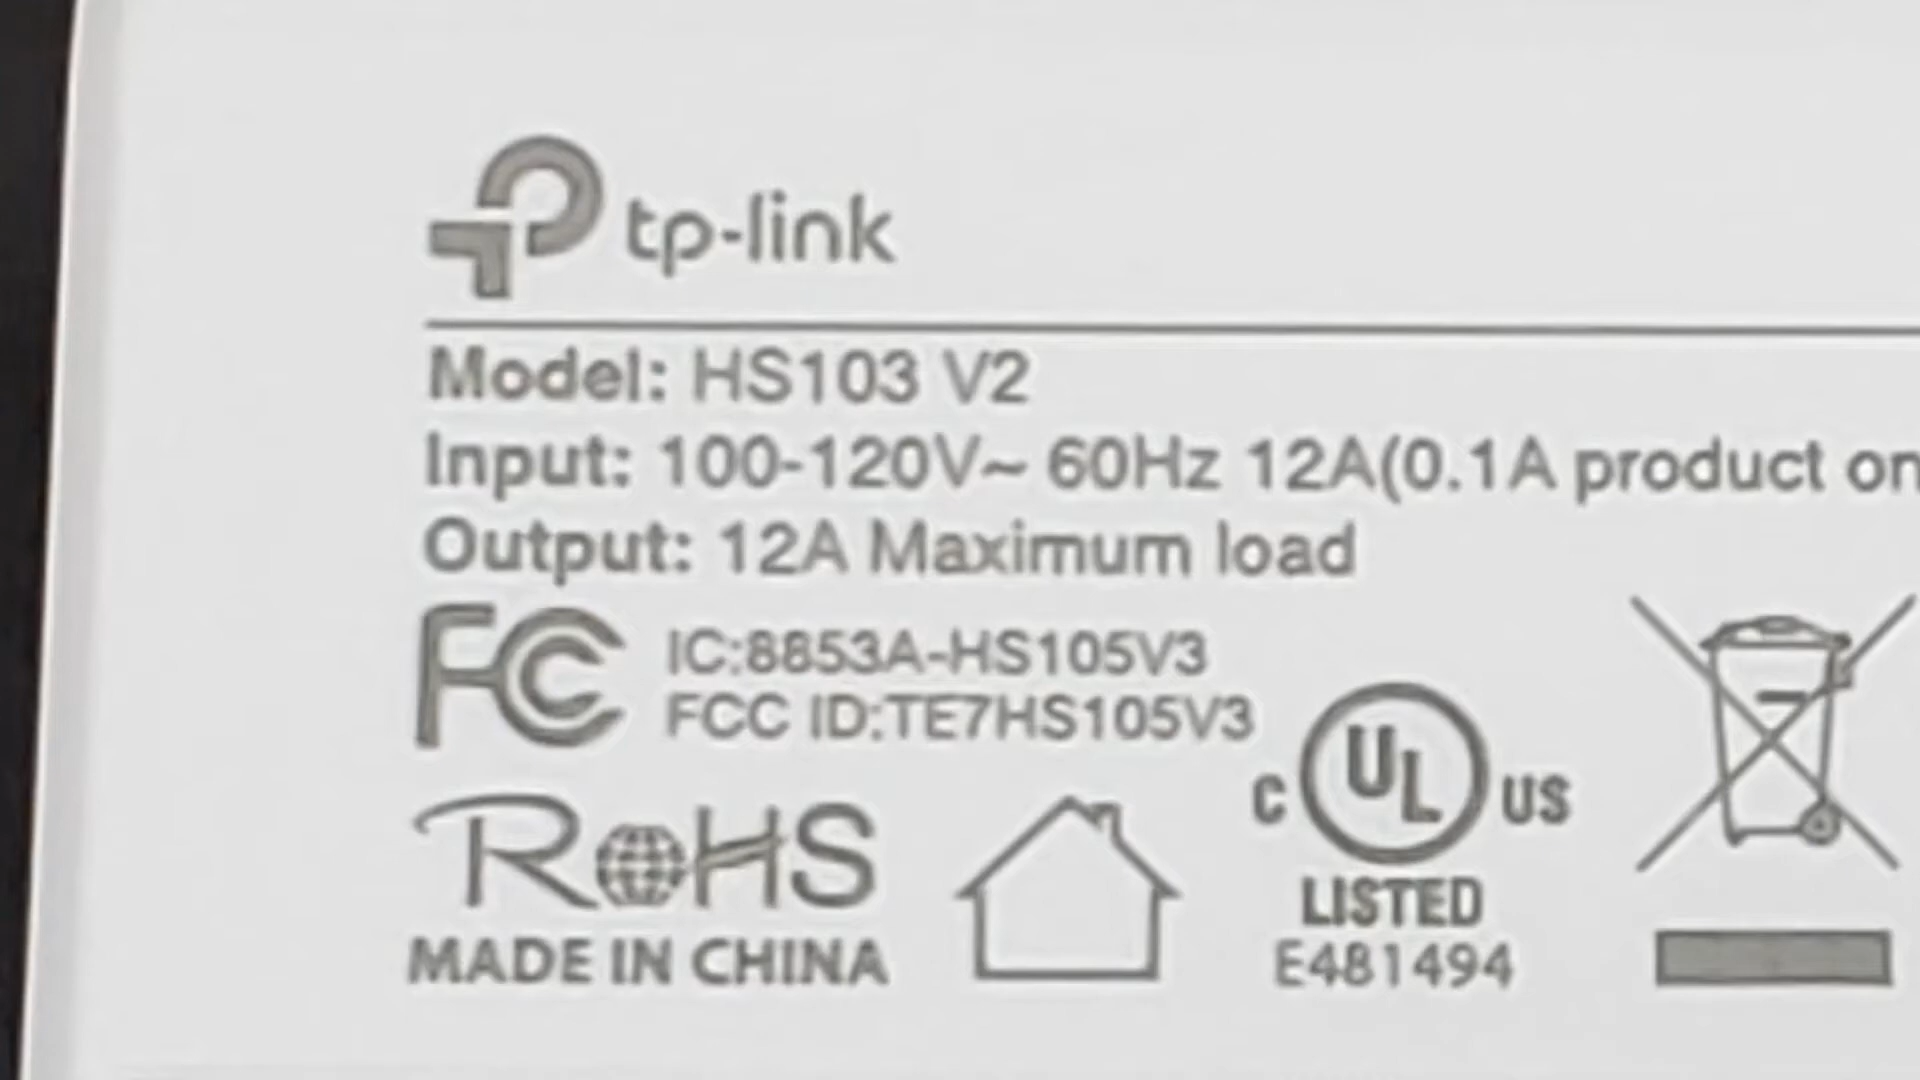 tp-link
Model: HS103 V2
Input: 100-120V~ 60Hz 12A(0.1A product
Output: 12A Maximum load
FC IC:8853A-HS105V3
FCC ID:TE7HS105V3
C UL US
LISTED
E481494
RoHS
MADE IN CHINA